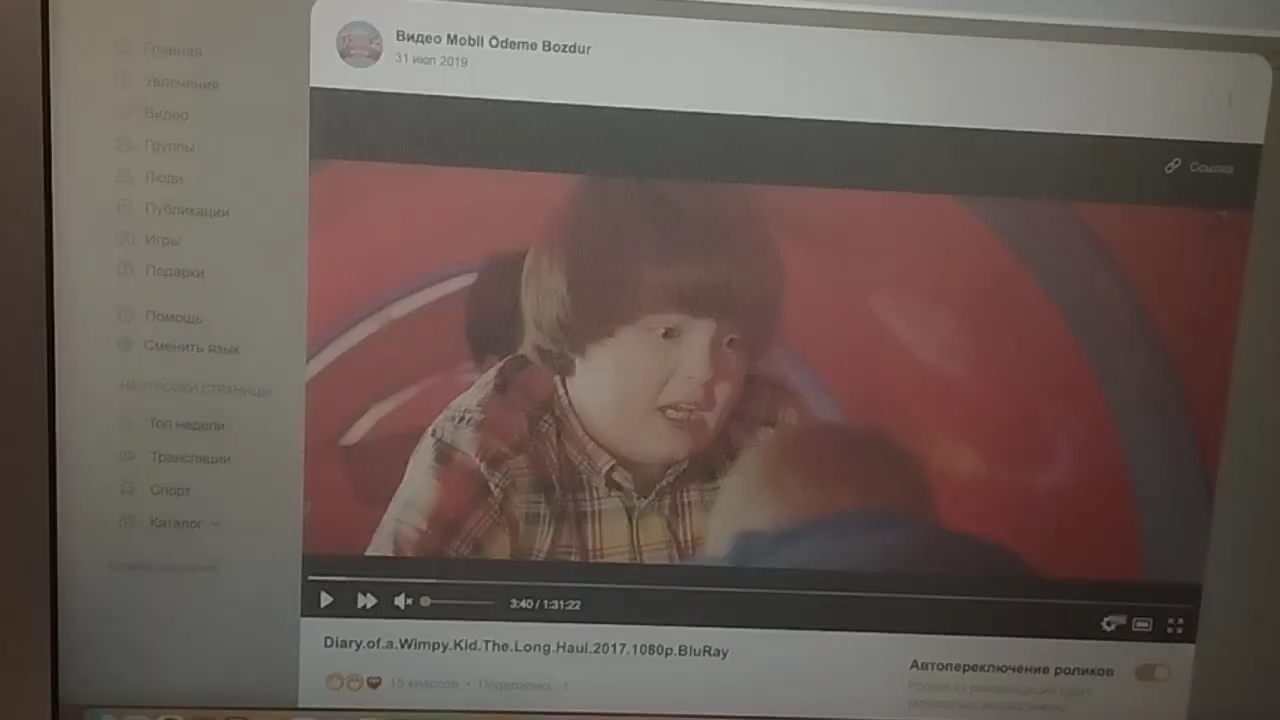 Видео Mobil Ödeme Bozdur
31 июл 2019
Главная
Увлечения
Видео
Группы
Люди
Публикации
Игры
Подарки
Помощь
Сменить язык
НАСТРОЙКИ СТРАНИЦЫ
Топ недели
Трансляции
Спорт
Каталог
Ссылка
3:40 / 1:31:22
Diary.of.a.Wimpy.Kid.The.Long.Haul.2017.1080p.BluRay
15 классов • Поделились: 1
Автопереключение роликов